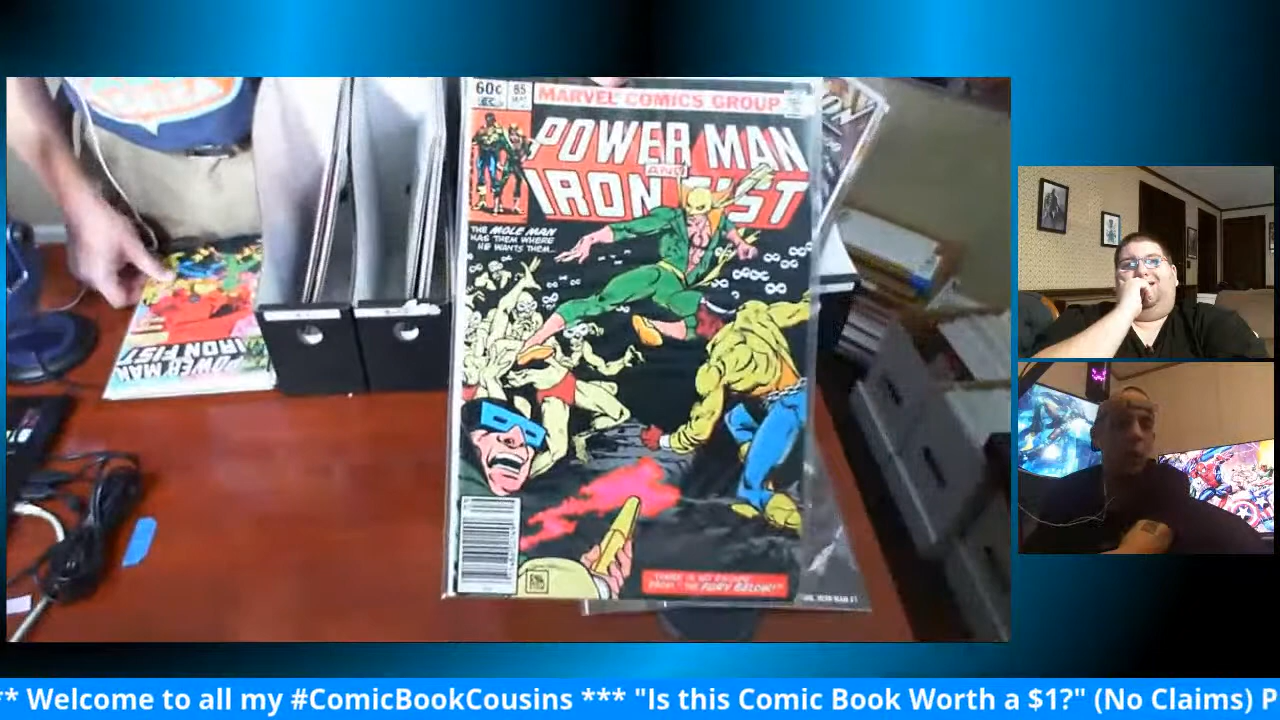 60¢ 85
MARVEL COMICS GROUP
POWER MAN
AND
IRON FIST
THE MOLE MAN
HAS THEM WHERE
HE WANTS THEM...
THERE IS NO ESCAPE
FROM "THE FURY BELOW!"
POWER MAN
IRON FIST
** Welcome to all my #ComicBookCousins *** "Is this Comic Book Worth a $1?" (No Claims) P